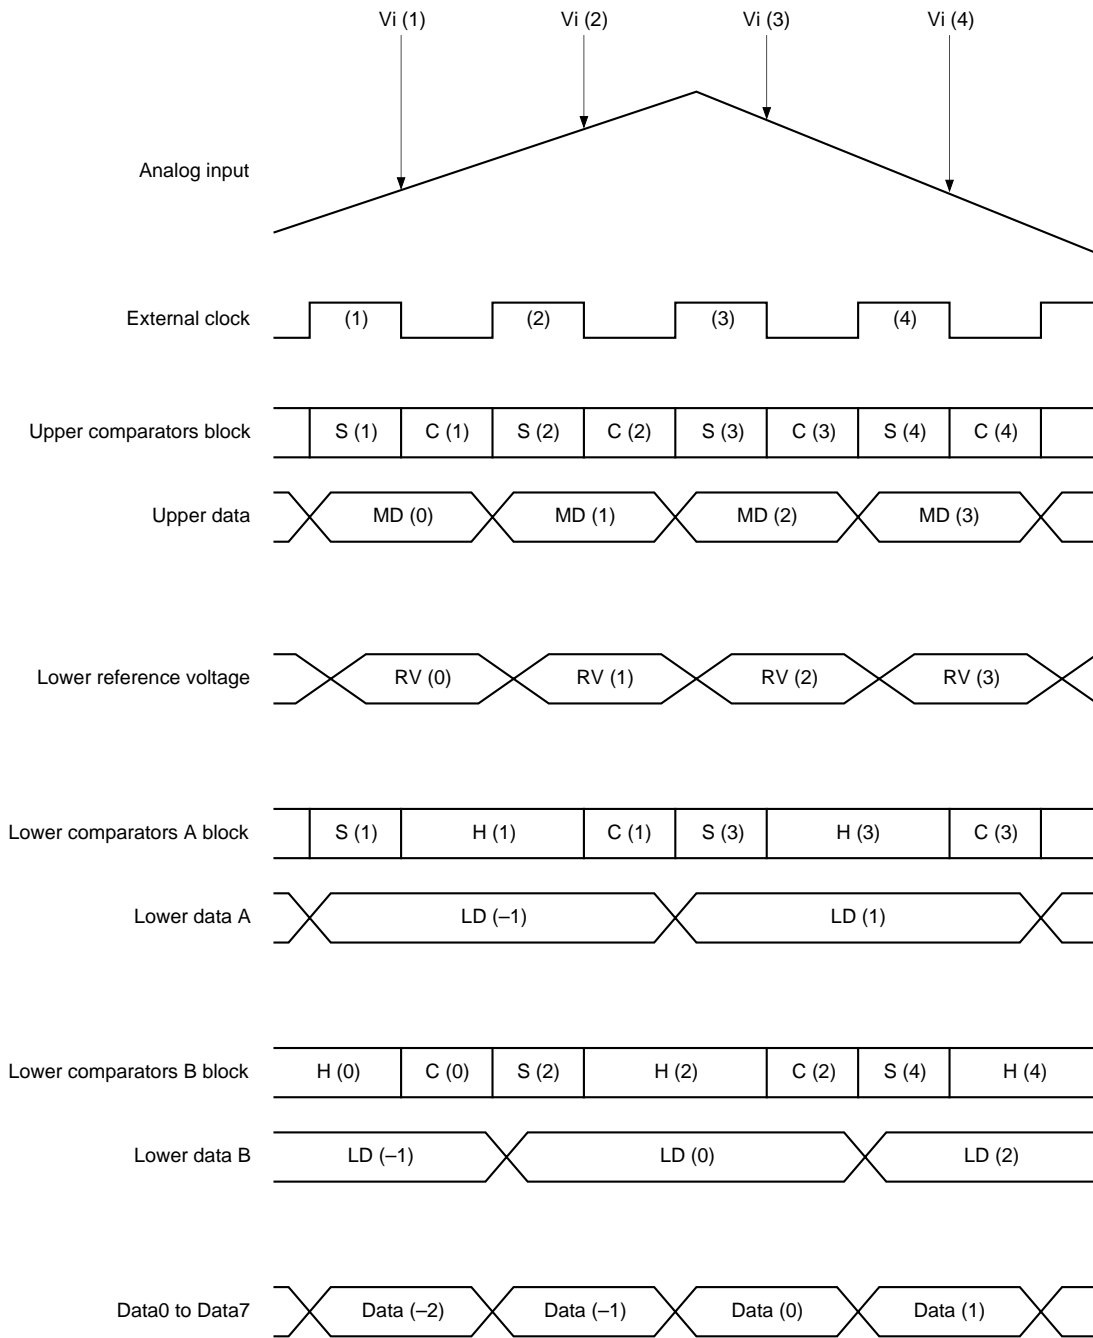 Vi (1) Vi (2) Vi (3) Vi (4)
Analog input
External clock (1) (2) (3) (4)
Upper comparators block S (1) C (1) S (2) C (2) S (3) C (3) S (4) C (4)
Upper data MD (0) MD (1) MD (2) MD (3)
Lower reference voltage RV (0) RV (1) RV (2) RV (3)
Lower comparators A block S (1) H (1) C (1) S (3) H (3) C (3)
Lower data A LD (–1) LD (1)
Lower comparators B block H (0) C (0) S (2) H (2) C (2) S (4) H (4)
Lower data B LD (–1) LD (0) LD (2)
Data0 to Data7 Data (–2) Data (–1) Data (0) Data (1)